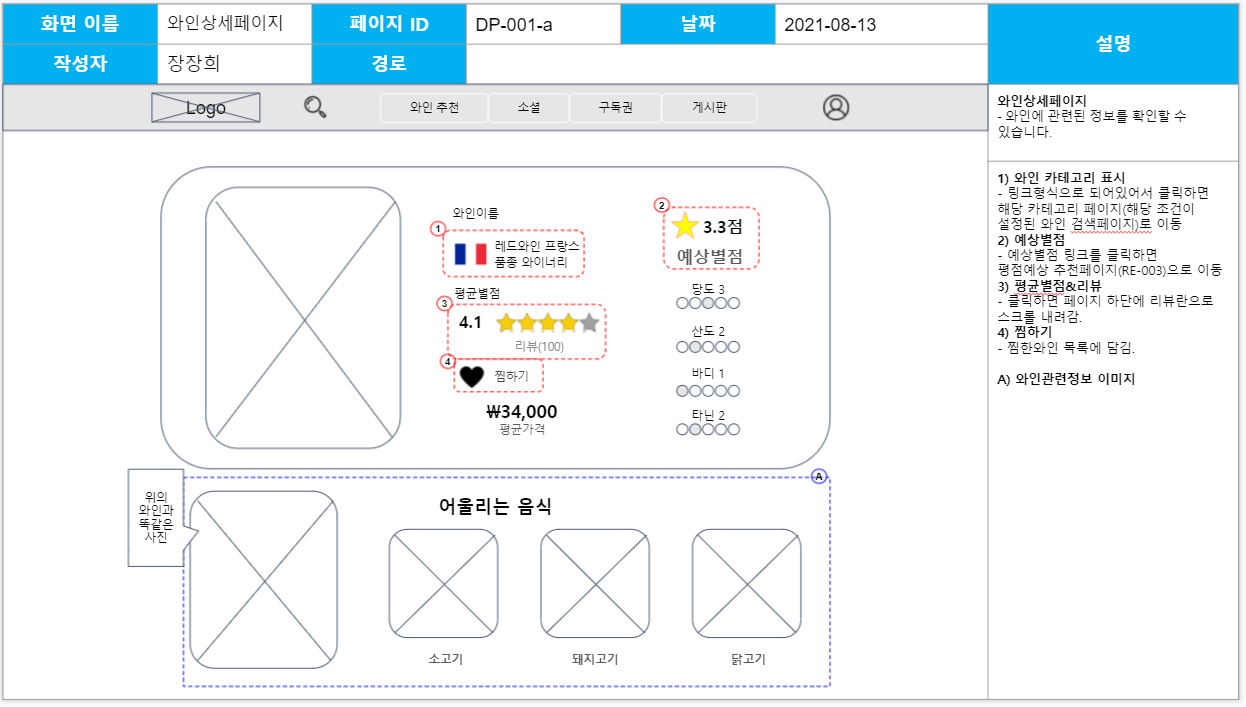 화면 이름
와인상세페이지
페이지 ID
DP-001-a
날짜
2021-08-13
설명
작성자
장장희
경로
Logo
와인 추천
소셜
구독권
게시판
와인이름
1
레드와인 프랑스
품종 와이너리
2
3.3점
예상별점
평균별점
3
4.1
리뷰(100)
4
찜하기
₩34,000
평균가격
당도 3
산도 2
바디 1
타닌 2
A
위의
와인과
똑같은
사진
어울리는 음식
소고기
돼지고기
닭고기
와인상세페이지
- 와인에 관련된 정보를 확인할 수
있습니다.
1) 와인 카테고리 표시
- 링크형식으로 되어있어서 클릭하면
해당 카테고리 페이지(해당 조건이
설정된 와인 검색페이지)로 이동
2) 예상별점
- 예상별점 링크를 클릭하면
평점예상 추천페이지(RE-003)으로 이동
3) 평균별점&리뷰
- 클릭하면 페이지 하단에 리뷰란으로
스크롤 내려감.
4) 찜하기
- 찜한와인 목록에 담김.
A) 와인관련정보 이미지